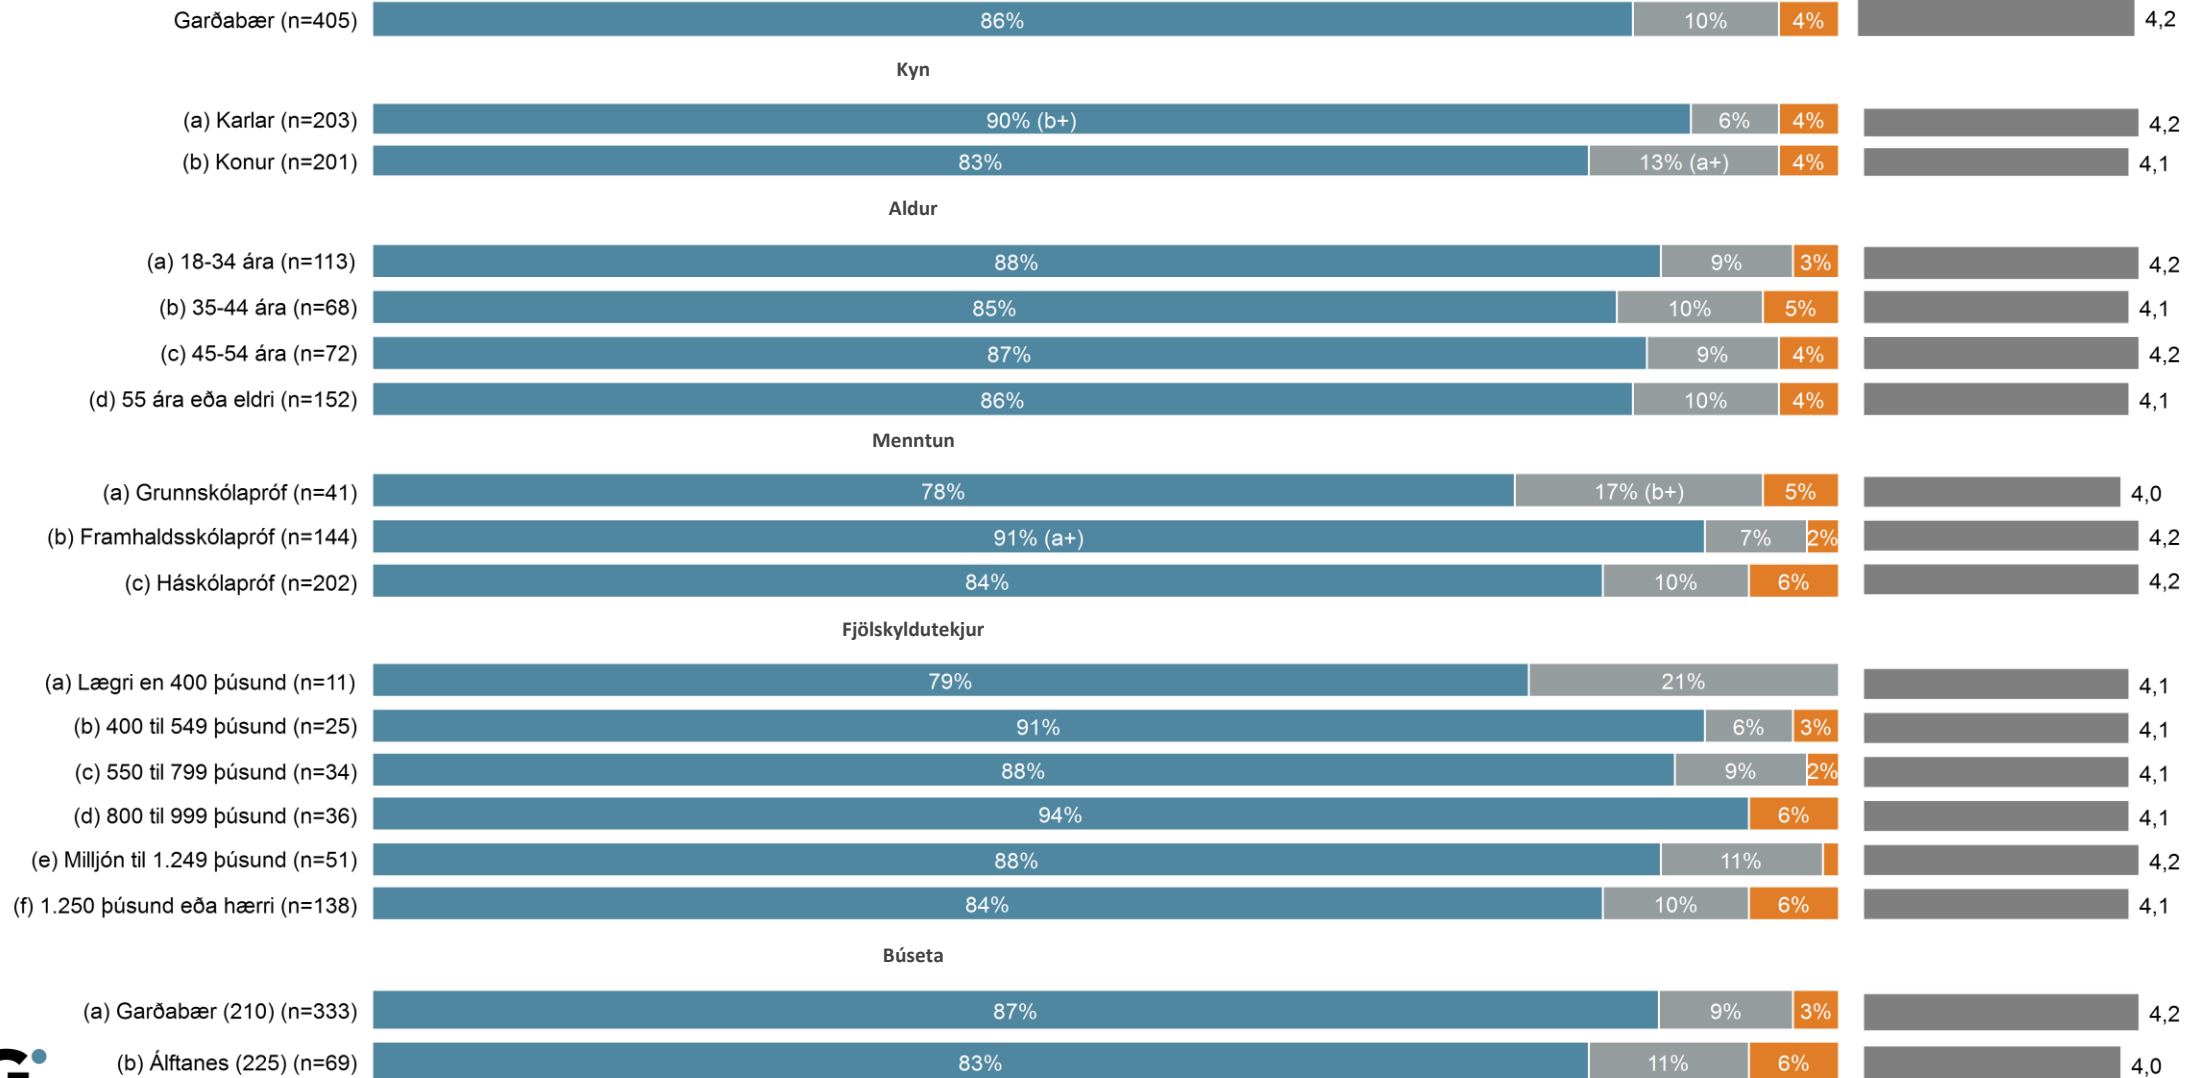 Garðabær (n=405) 86% 10% 4% 4,2
Kyn
(a) Karlar (n=203) 90% (b+) 6% 4% 4,2
(b) Konur (n=201) 83% 13% (a+) 4% 4,1
Aldur
(a) 18-34 ára (n=113) 88% 9% 3% 4,2
(b) 35-44 ára (n=68) 85% 10% 5% 4,1
(c) 45-54 ára (n=72) 87% 9% 4% 4,2
(d) 55 ára eða eldri (n=152) 86% 10% 4% 4,1
Menntun
(a) Grunnskólapróf (n=41) 78% 17% (b+) 5% 4,0
(b) Framhaldsskólapróf (n=144) 91% (a+) 7% 2% 4,2
(c) Háskólapróf (n=202) 84% 10% 6% 4,2
Fjölskyldutekjur
(a) Lægri en 400 þúsund (n=11) 79% 21% 4,1
(b) 400 til 549 þúsund (n=25) 91% 6% 3% 4,1
(c) 550 til 799 þúsund (n=34) 88% 9% 2% 4,1
(d) 800 til 999 þúsund (n=36) 94% 6% 4,1
(e) Milljón til 1.249 þúsund (n=51) 88% 11% 4,2
(f) 1.250 þúsund eða hærri (n=138) 84% 10% 6% 4,1
Búseta
(a) Garðabær (210) (n=333) 87% 9% 3% 4,2
(b) Álftanes (225) (n=69) 83% 11% 6% 4,0